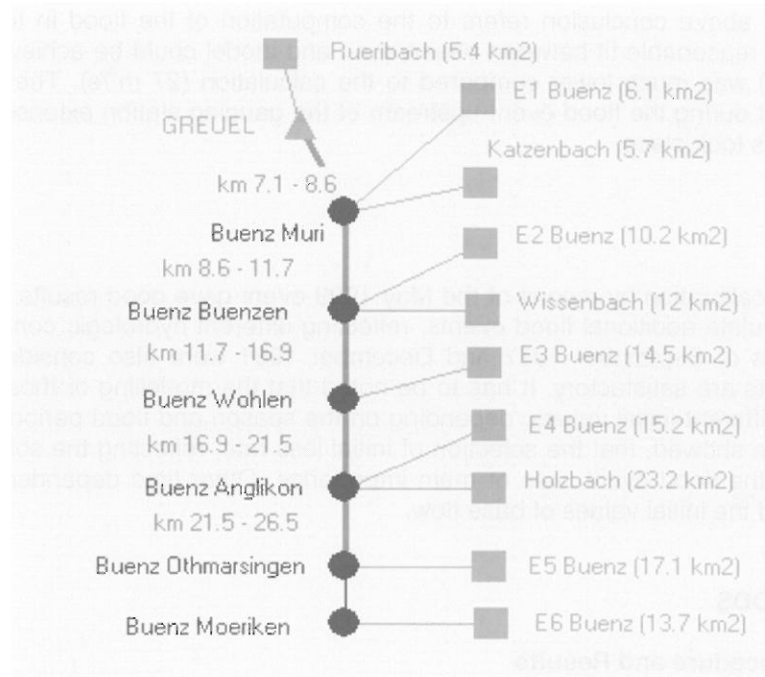 Rueribach (5.4 km2)
E1 Buenz (6.1 km2)
GREUEL
Katzenbach (5.7 km2)
km 7.1 - 8.6
Buenz Muri
E2 Buenz (10.2 km2)
km 8.6 - 11.7
Buenz Buenzen
Wissenbach (12 km2)
km 11.7 - 16.9
E3 Buenz (14.5 km2)
Buenz Wohlen
E4 Buenz (15.2 km2)
km 16.9 - 21.5
Buenz Anglikon
Holzbach (23.2 km2)
km 21.5 - 26.5
Buenz Othmarsingen
E5 Buenz (17.1 km2)
Buenz Moeriken
E6 Buenz (13.7 km2)